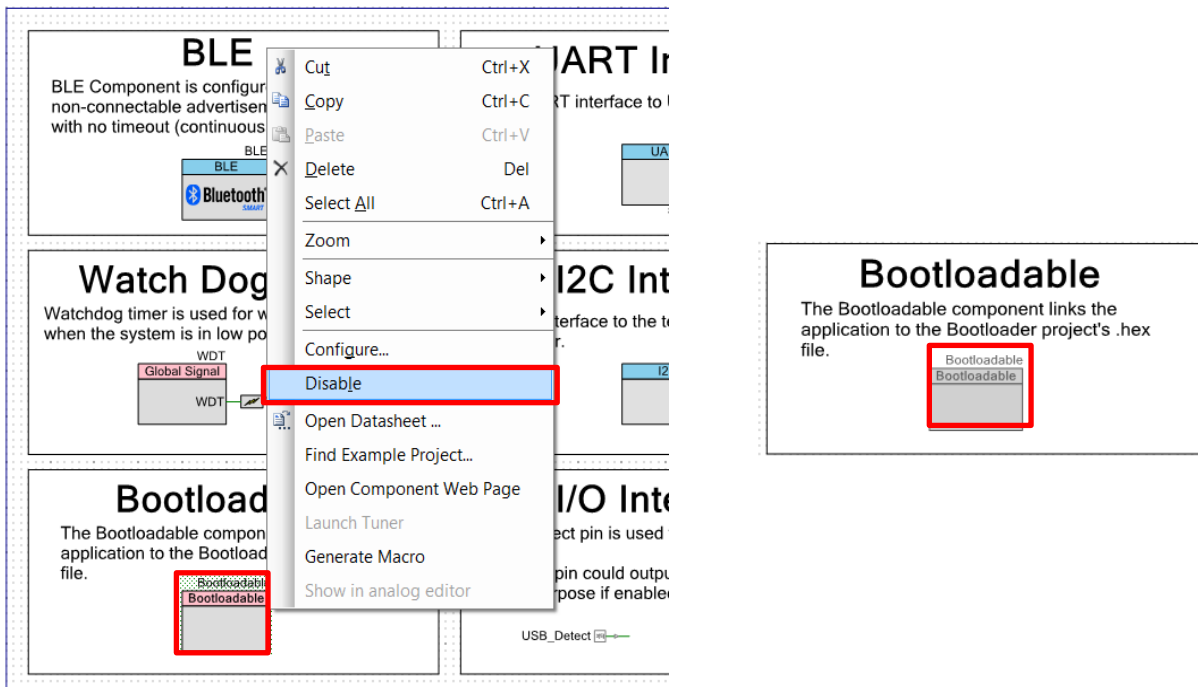 BLE
BLE Component is configur
non-connectable advertisen
with no timeout (continuous
BLE
BLE
Bluetooth
SMART
UART In
RT interface to
UA
Cut Ctrl+X
Copy Ctrl+C
Paste Ctrl+V
Delete Del
Select All Ctrl+A
Zoom
Shape
Select
Configure...
Disable
Open Datasheet ...
Find Example Project...
Open Component Web Page
Launch Tuner
Generate Macro
Show in analog editor
Watch Dog
Watchdog timer is used for w
when the system is in low po
WDT
Global Signal
WDT
I2C Int
terface to the te
r.
I2
Bootload
The Bootloadable compon
application to the Bootload
file.
Bootloadable
Bootloadable
I/O Inte
ect pin is used
pin could outpu
rpose if enable
USB_Detect
Bootloadable
The Bootloadable component links the
application to the Bootloader project's .hex
file.
Bootloadable
Bootloadable